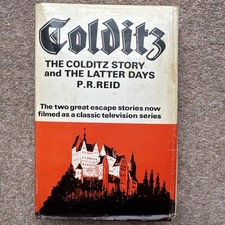 Colditz
THE COLDITZ STORY
and THE LATTER DAYS
P.R.REID
The two great escape stories now
filmed as a classic television series